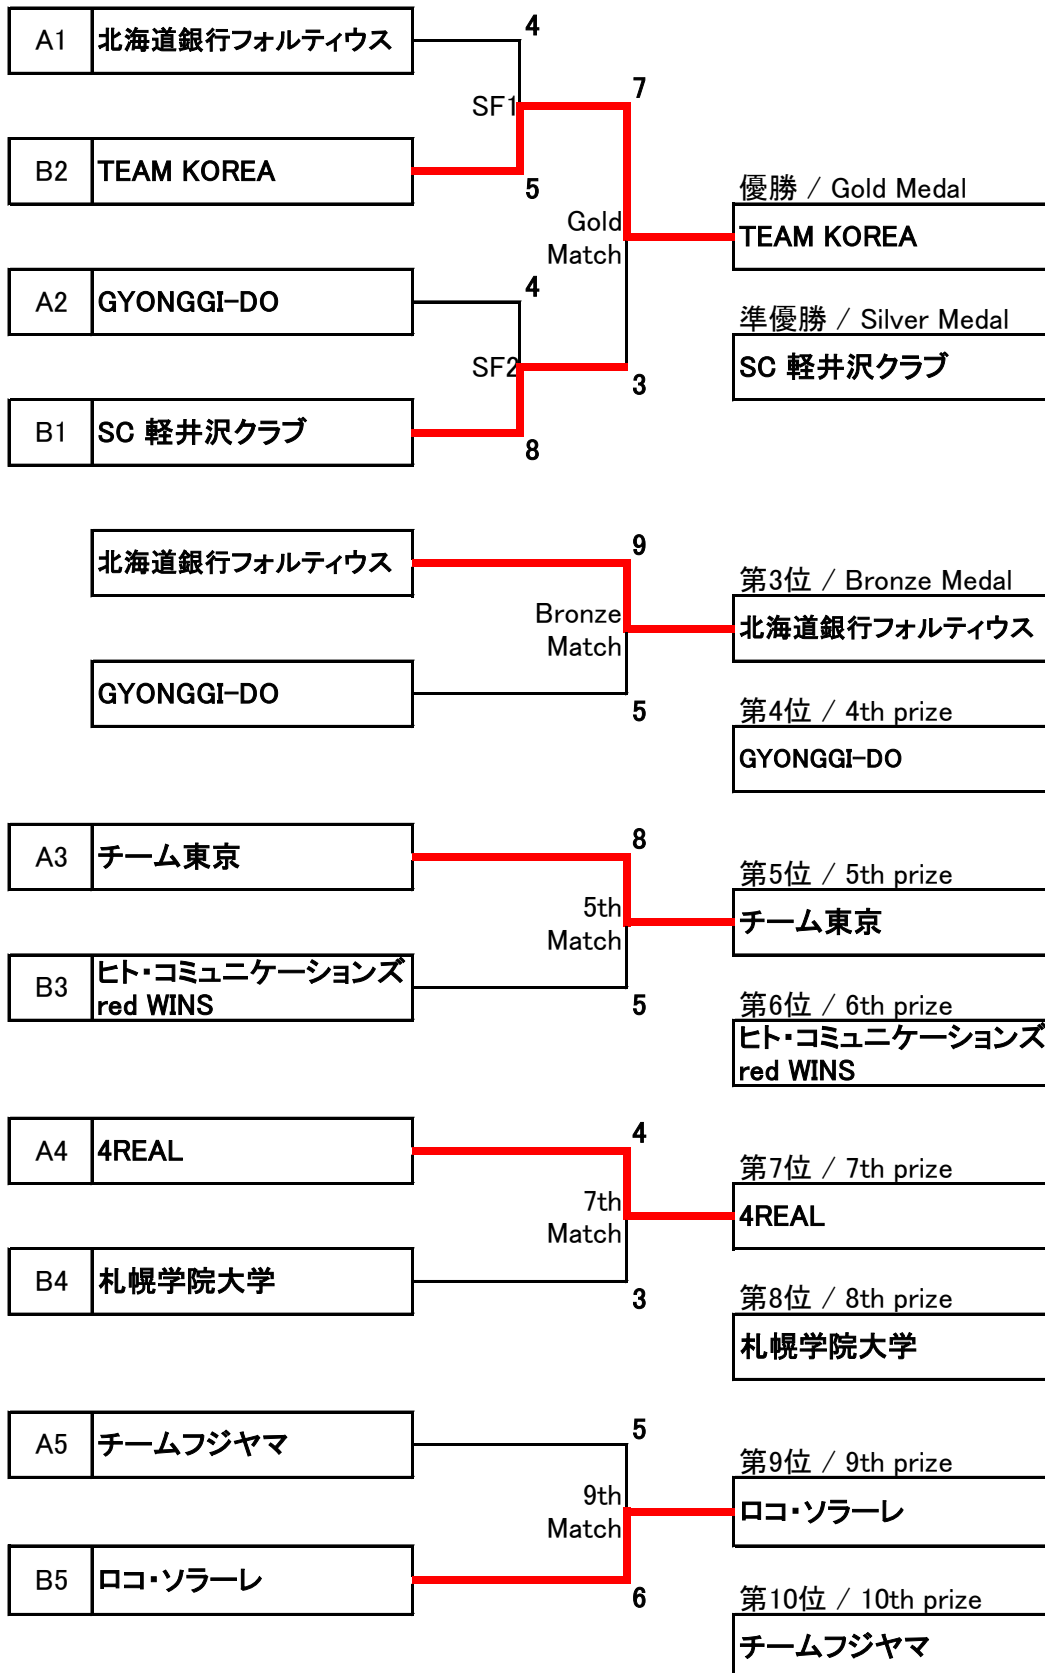 A1 北海道銀行フォルティウス 4
SF1 7
B2 TEAM KOREA 5
優勝 / Gold Medal
Gold
Match
TEAM KOREA
A2 GYONGGI-DO 4
準優勝 / Silver Medal
SF2 3
SC 軽井沢クラブ
B1 SC 軽井沢クラブ 8
北海道銀行フォルティウス 9
第3位 / Bronze Medal
Bronze
Match
北海道銀行フォルティウス
GYONGGI-DO 5
第4位 / 4th prize
GYONGGI-DO
A3 チーム東京 8
第5位 / 5th prize
5th
Match
チーム東京
B3 ヒト・コミュニケーションズ
red WINS 5
第6位 / 6th prize
ヒト・コミュニケーションズ
red WINS
A4 4REAL 4
第7位 / 7th prize
7th
Match
4REAL
B4 札幌学院大学 3
第8位 / 8th prize
札幌学院大学
A5 チームフジヤマ 5
第9位 / 9th prize
9th
Match
ロコ・ソラーレ
B5 ロコ・ソラーレ 6
第10位 / 10th prize
チームフジヤマ